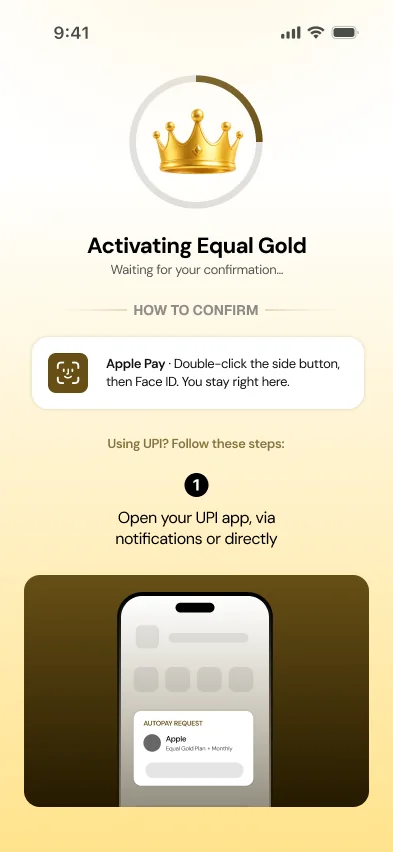 9:41
Activating Equal Gold
Waiting for your confirmation...
HOW TO CONFIRM
Apple Pay · Double-click the side button,
then Face ID. You stay right here.
Using UPI? Follow these steps:
1
Open your UPI app, via
notifications or directly
AUTOPAY REQUEST
Apple
Equal Gold Plan • Monthly